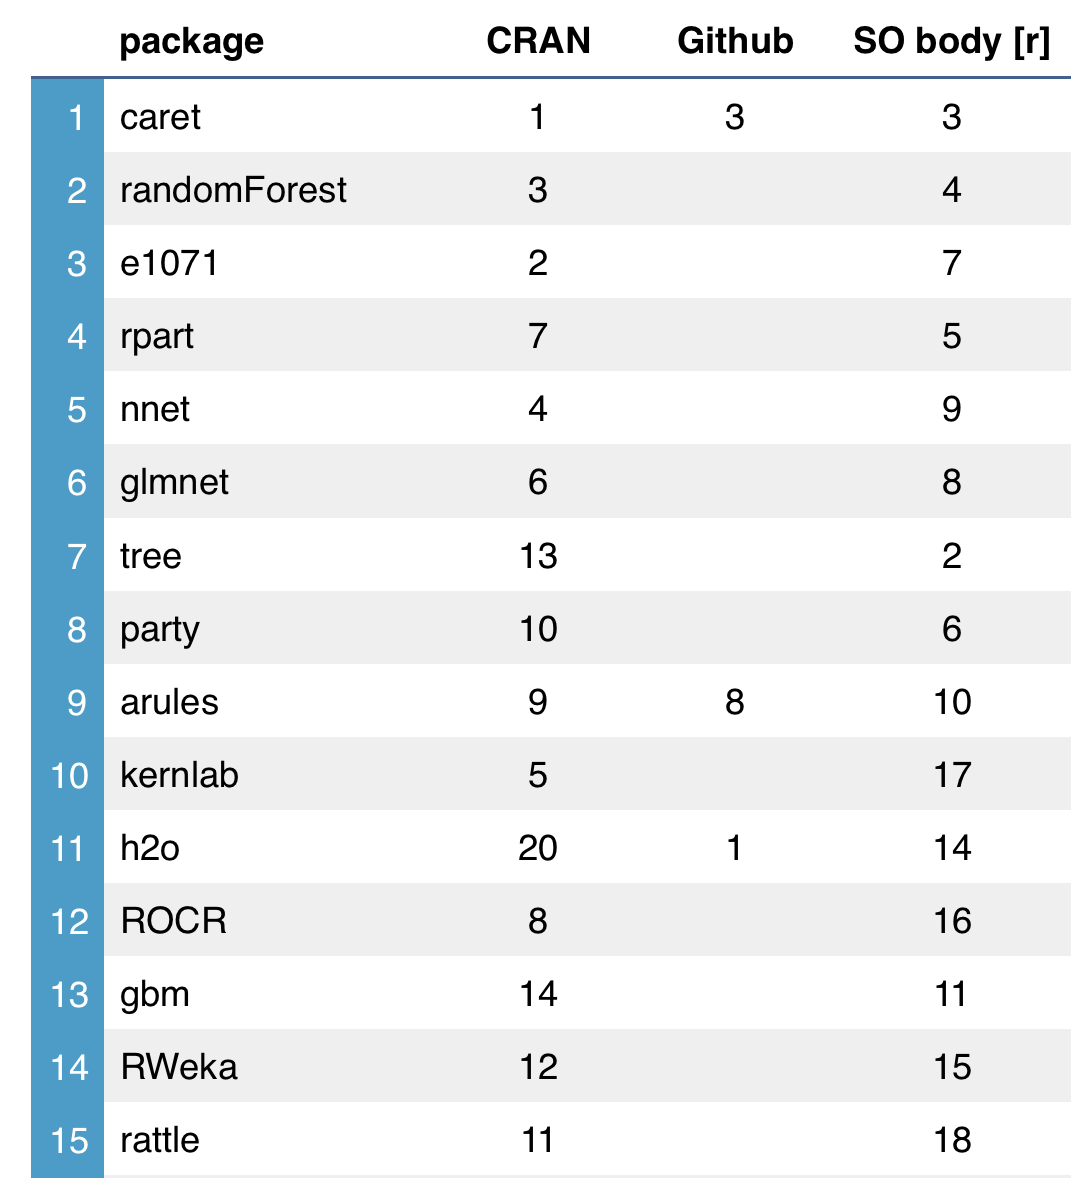 package CRAN Github SO body [r]
1 caret 1 3 3
2 randomForest 3 4
3 e1071 2 7
4 rpart 7 5
5 nnet 4 9
6 glmnet 6 8
7 tree 13 2
8 party 10 6
9 arules 9 8 10
10 kernlab 5 17
11 h2o 20 1 14
12 ROCR 8 16
13 gbm 14 11
14 RWeka 12 15
15 rattle 11 18